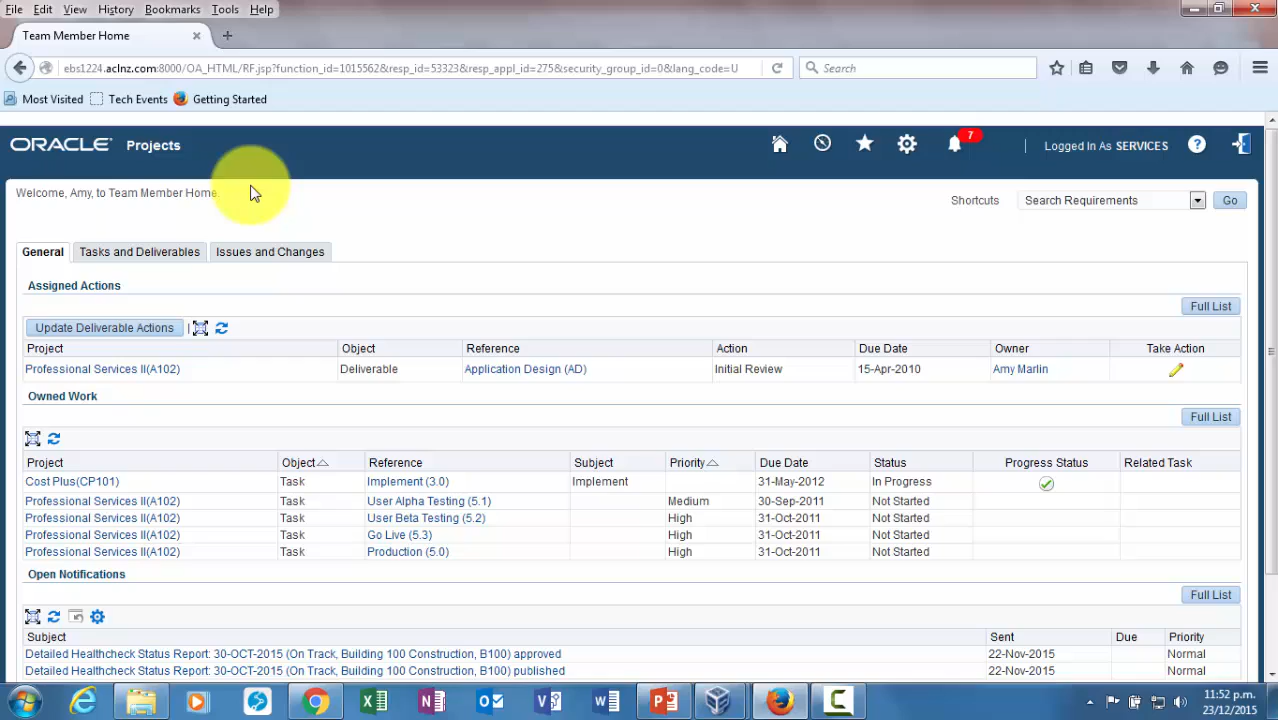 File Edit View History Bookmarks Tools Help
Team Member Home
ebs1224.aclnz.com:8000/OA_HTML/RF.jsp?function_id=1015562&resp_id=53323&resp_appl_id=275&security_group_id=0&lang_code=U Search
Most Visited Tech Events Getting Started
ORACLE Projects 7 Logged In As SERVICES ?
Welcome, Amy, to Team Member Home. Shortcuts Search Requirements Go
General Tasks and Deliverables Issues and Changes
Assigned Actions
Full List
Update Deliverable Actions
Project Object Reference Action Due Date Owner Take Action
Professional Services II(A102) Deliverable Application Design (AD) Initial Review 15-Apr-2010 Amy Marlin
Owned Work
Full List
Project Object Reference Subject Priority Due Date Status Progress Status Related Task
Cost Plus(CP101) Task Implement (3.0) Implement 31-May-2012 In Progress
Professional Services II(A102) Task User Alpha Testing (5.1) Medium 30-Sep-2011 Not Started
Professional Services II(A102) Task User Beta Testing (5.2) High 31-Oct-2011 Not Started
Professional Services II(A102) Task Go Live (5.3) High 31-Oct-2011 Not Started
Professional Services II(A102) Task Production (5.0) High 31-Oct-2011 Not Started
Open Notifications
Full List
Subject Sent Due Priority
Detailed Healthcheck Status Report: 30-OCT-2015 (On Track, Building 100 Construction, B100) approved 22-Nov-2015 Normal
Detailed Healthcheck Status Report: 30-OCT-2015 (On Track, Building 100 Construction, B100) published 22-Nov-2015 Normal
11:52 p.m.
23/12/2015